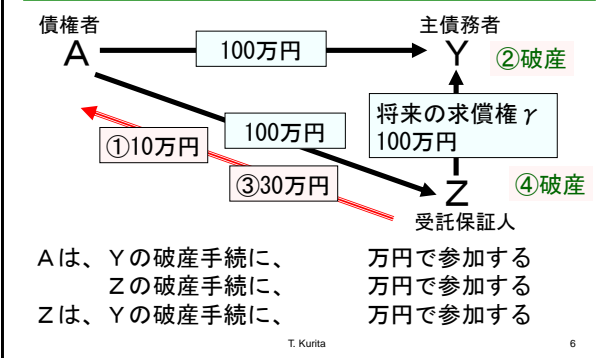 債権者
主債務者
A
100万円
Y
②破産
将来の求償権γ
100万円
100万円
①10万円
③30万円
Z
④破産
受託保証人
Aは、Yの破産手続に、　　　万円で参加する
Zの破産手続に、　　　万円で参加する
Zは、Yの破産手続に、　　　万円で参加する
T. Kurita
6